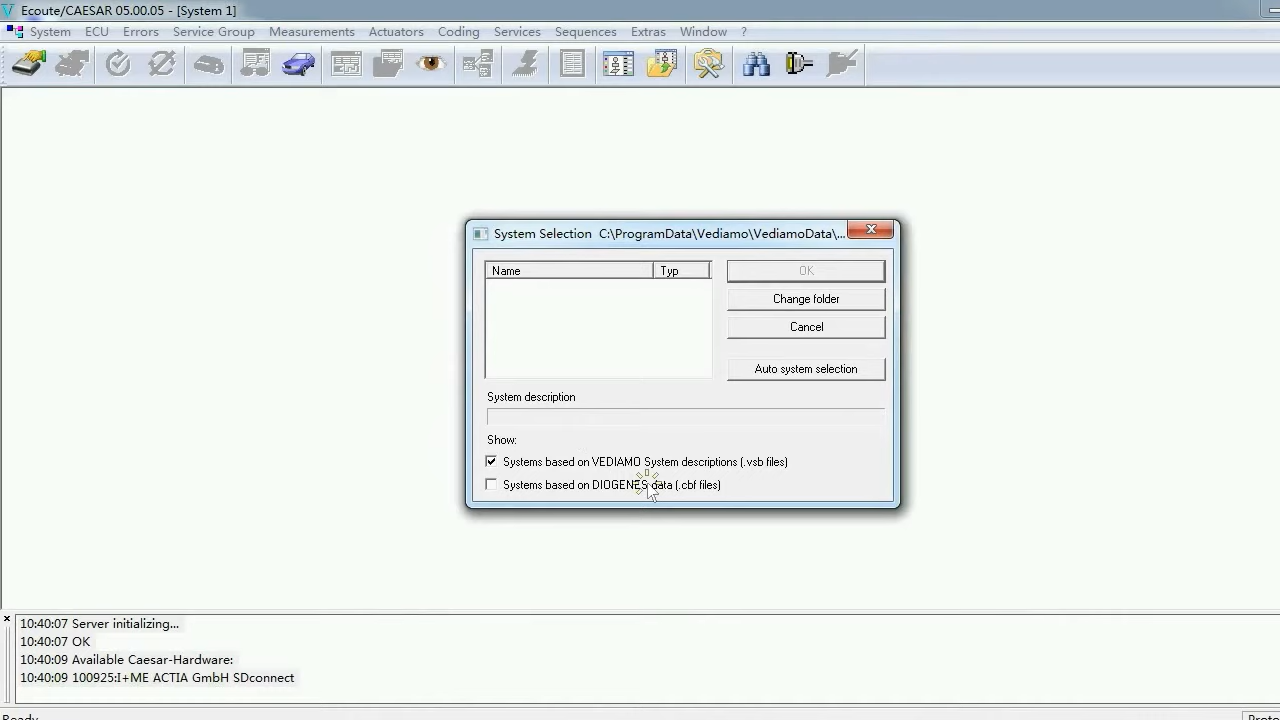 Ecoute/CAESAR 05.00.05 - [System 1]
System ECU Errors Service Group Measurements Actuators Coding Services Sequences Extras Window ?
System Selection C:\ProgramData\Vediamo\VediamoData\...
Name Typ
OK
Change folder
Cancel
Auto system selection
System description
Show:
Systems based on VEDIAMO System descriptions (.vsb files)
Systems based on DIOGENES data (.cbf files)
10:40:07 Server initializing...
10:40:07 OK
10:40:09 Available Caesar-Hardware:
10:40:09 100925:I+ME ACTIA GmbH SDconnect
Ready